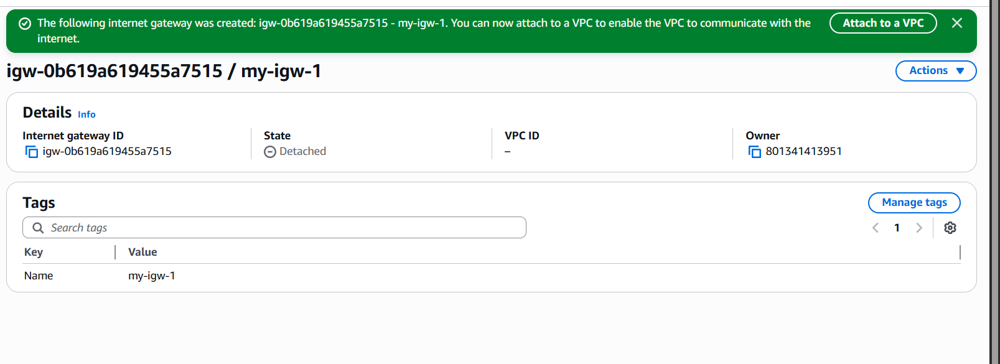 The following internet gateway was created: igw-0b619a619455a7515 - my-igw-1. You can now attach to a VPC to enable the VPC to communicate with the
internet.
Attach to a VPC
igw-0b619a619455a7515 / my-igw-1
Actions
Details Info
Internet gateway ID
igw-0b619a619455a7515
State
Detached
VPC ID
–
Owner
801341413951
Tags
Manage tags
Search tags
1
Key Value
Name my-igw-1